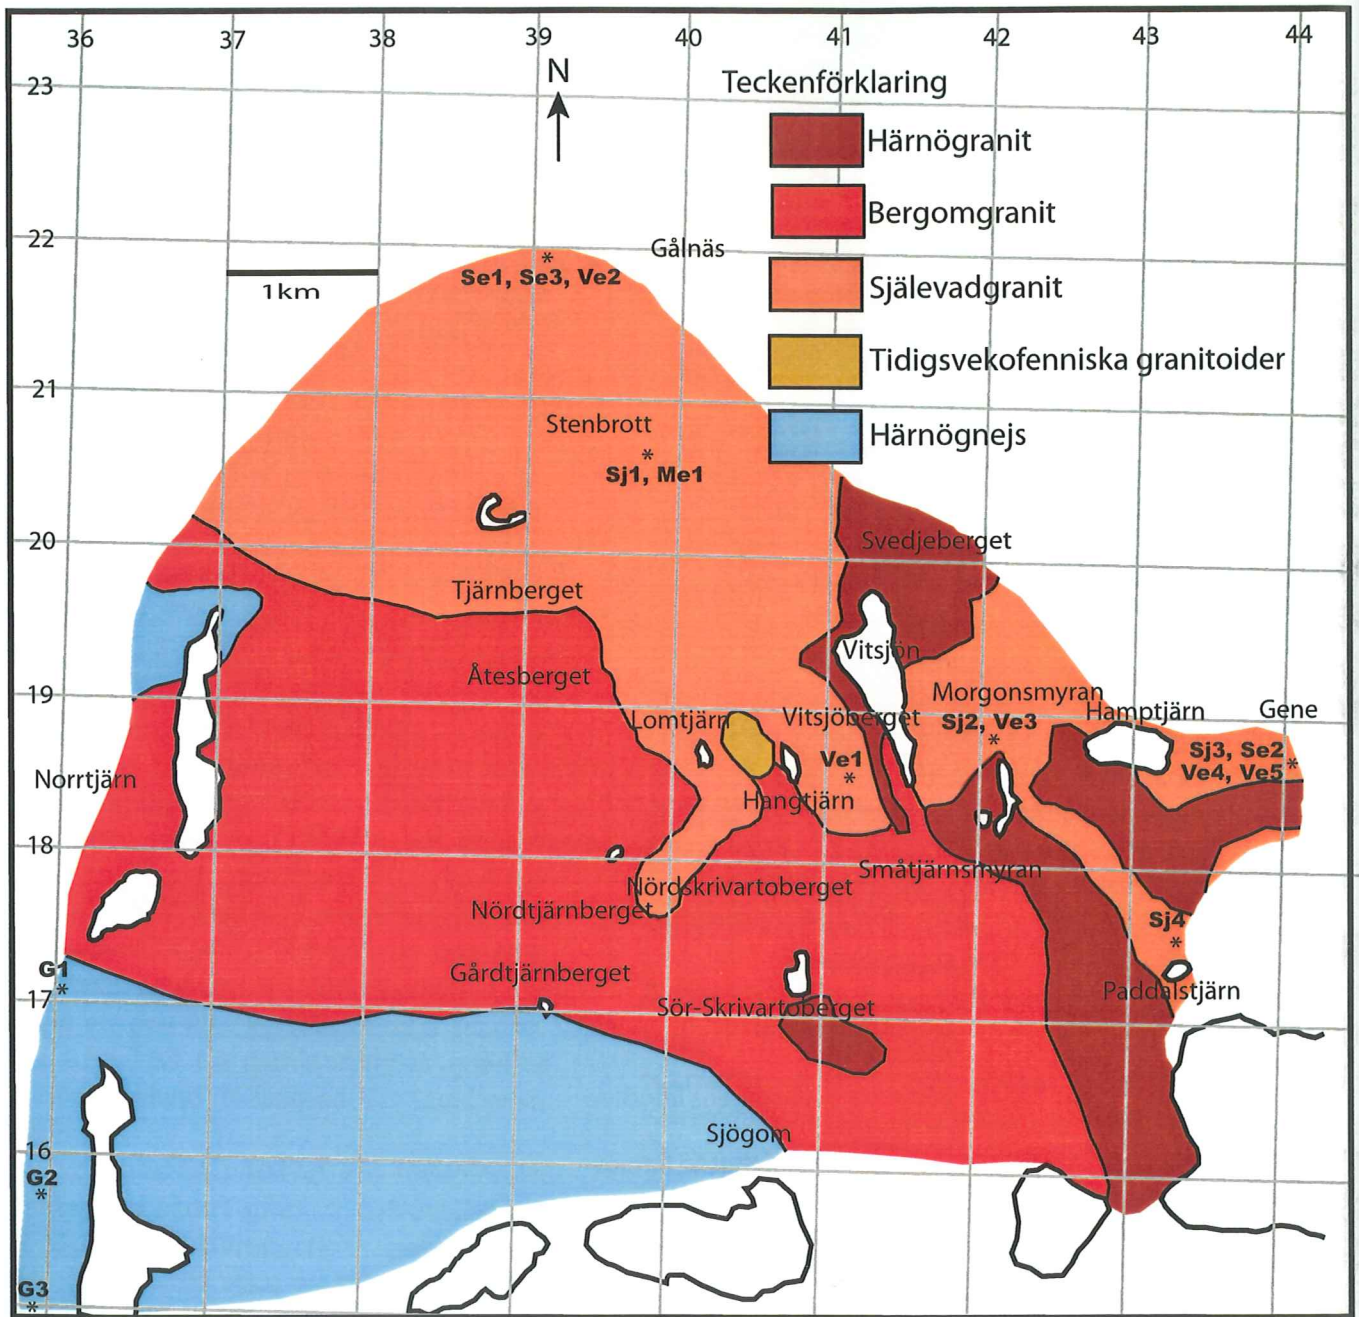 36 37 38 39 40 41 42 43 44
N
Teckenförklaring
23
Härnögranit
Bergomgranit
22
Gålnäs
Se1, Se3, Ve2
1km
Själevadgranit
Tidigsvekofenniska granitoider
21
Stenbrott
Härnögnejs
Sj1, Me1
20
Svedjeberget
Tjärnberget
Vitsjön
Åtesberget
19
Morgonsmyran
Hamptjärn
Gene
Lomtjärn
Vitsjöberget
Sj2, Ve3
Sj3, Se2
Ve1
Ve4, Ve5
Norrtjärn
Hangtjärn
18
Småtjärnsmyran
Nördskrivartoberget
Nördtjärnberget
Sj4
G1
Gårdtjärnberget
Paddalstjärn
17
Sör-Skrivartoberget
Sjögom
16
G2
G3